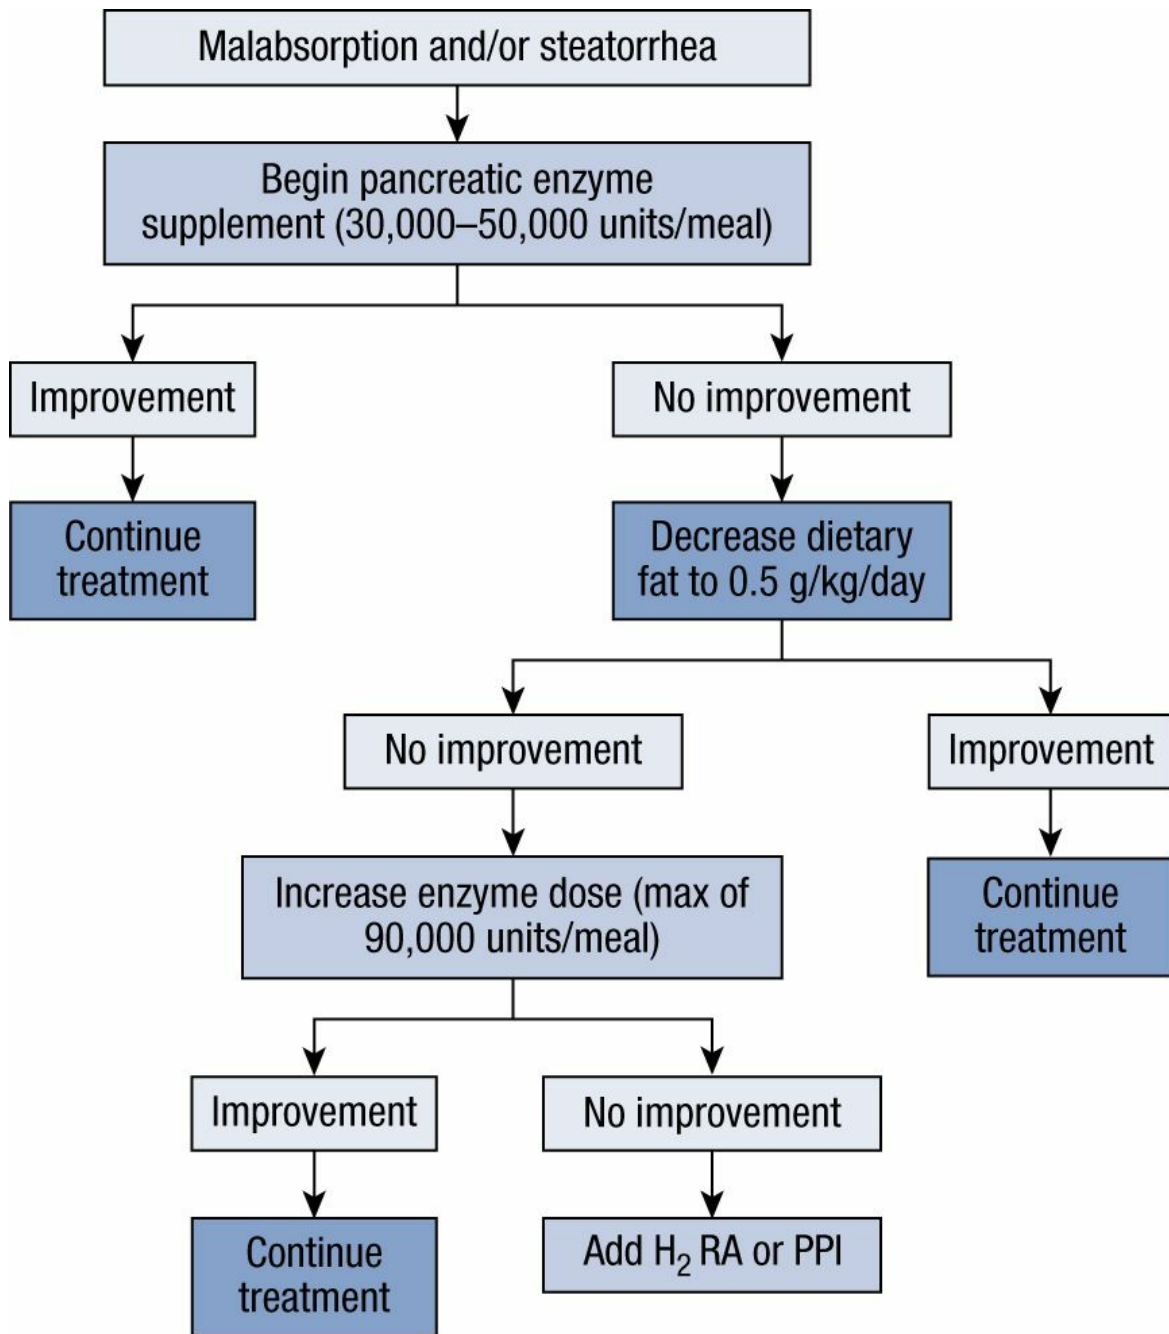 Malabsorption and/or steatorrhea
Begin pancreatic enzyme
supplement (30,000–50,000 units/meal)
Improvement
No improvement
Continue
treatment
Decrease dietary
fat to 0.5 g/kg/day
No improvement
Improvement
Increase enzyme dose (max of
90,000 units/meal)
Continue
treatment
Improvement
No improvement
Continue
treatment
Add H₂ RA or PPI